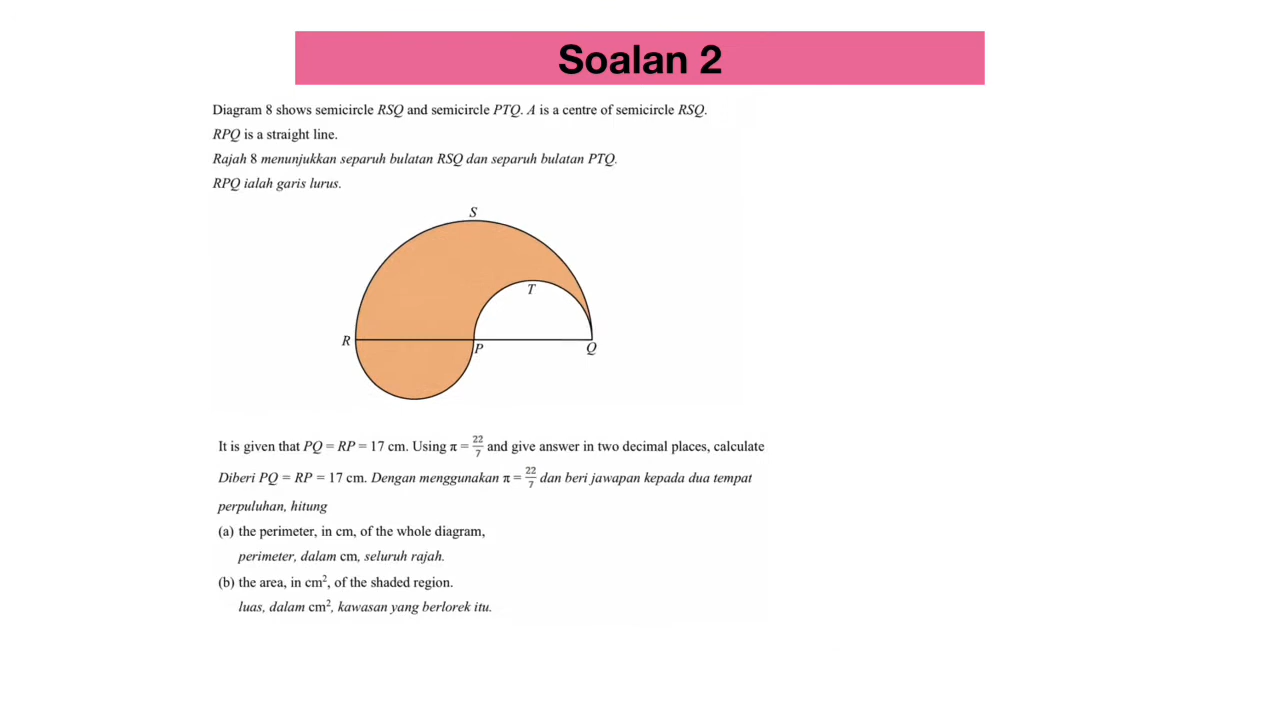 Soalan 2
Diagram 8 shows semicircle RSQ and semicircle PTQ. A is a centre of semicircle RSQ.
RPQ is a straight line.
Rajah 8 menunjukkan separuh bulatan RSQ dan separuh bulatan PTQ.
RPQ ialah garis lurus.
S
T
R
P
Q
It is given that PQ = RP = 17 cm. Using π = 22/7 and give answer in two decimal places, calculate
Diberi PQ = RP = 17 cm. Dengan menggunakan π = 22/7 dan beri jawapan kepada dua tempat
perpuluhan, hitung
(a) the perimeter, in cm, of the whole diagram,
perimeter, dalam cm, seluruh rajah.
(b) the area, in cm², of the shaded region.
luas, dalam cm², kawasan yang berlorek itu.